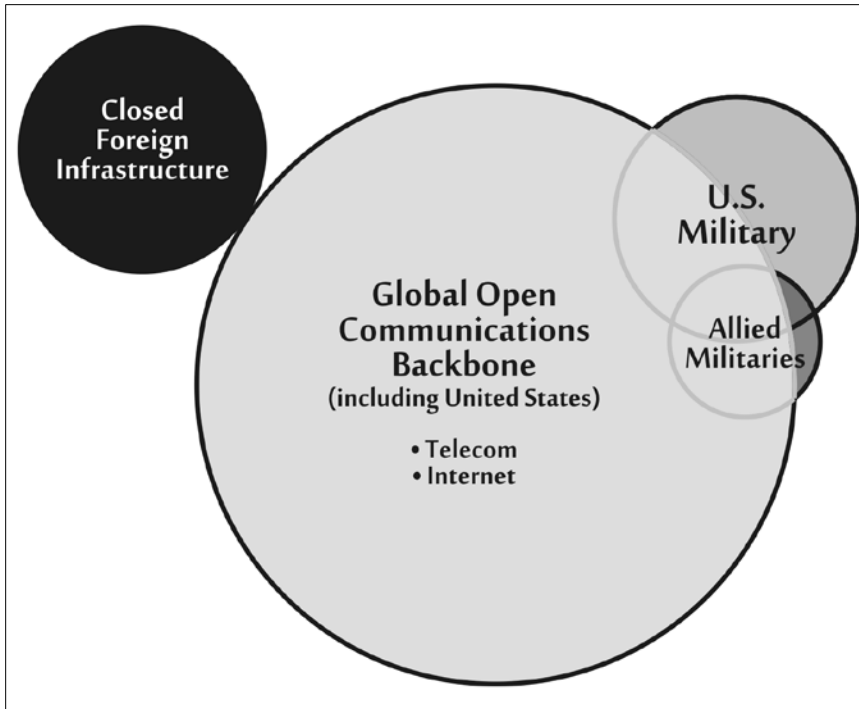 Closed
Foreign
Infrastructure
U.S.
Military
Global Open
Communications
Backbone
(including United States)
• Telecom
• Internet
Allied
Militaries